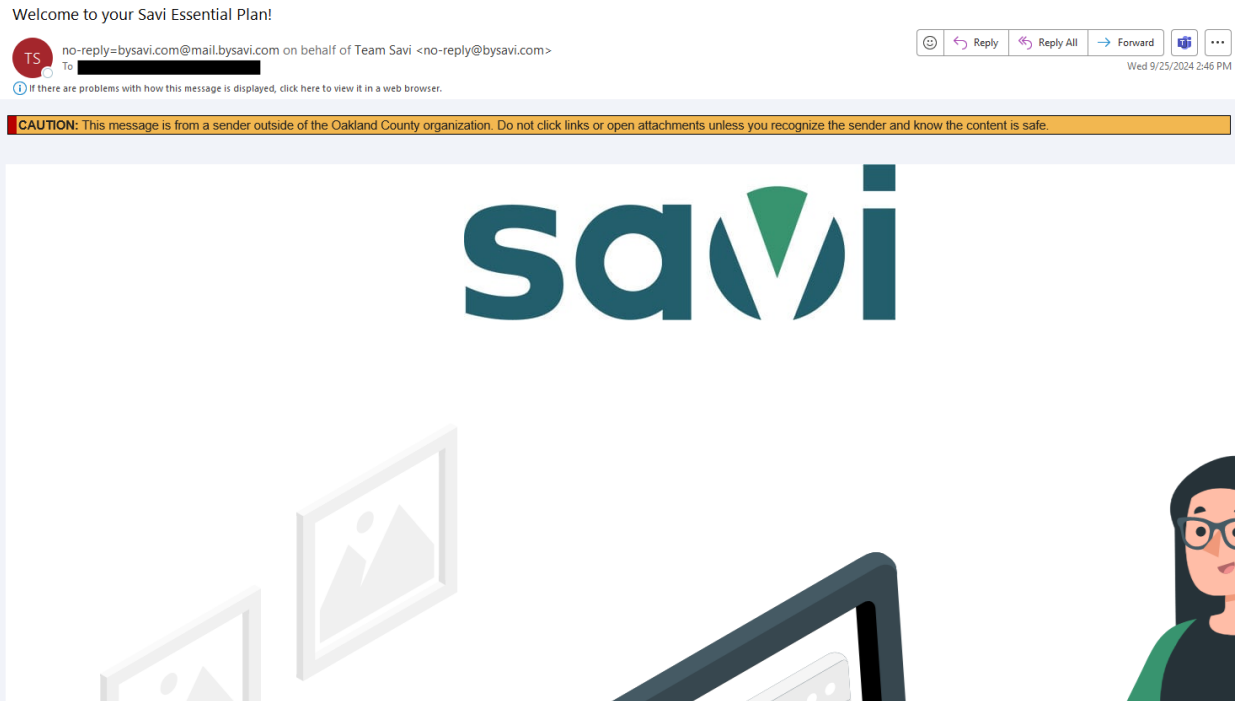 Welcome to your Savi Essential Plan!
TS
no-reply=bysavi.com@mail.bysavi.com on behalf of Team Savi <no-reply@bysavi.com>
Reply
Reply All
Forward
To
Wed 9/25/2024 2:46 PM
If there are problems with how this message is displayed, click here to view it in a web browser.
CAUTION: This message is from a sender outside of the Oakland County organization. Do not click links or open attachments unless you recognize the sender and know the content is safe.
savi